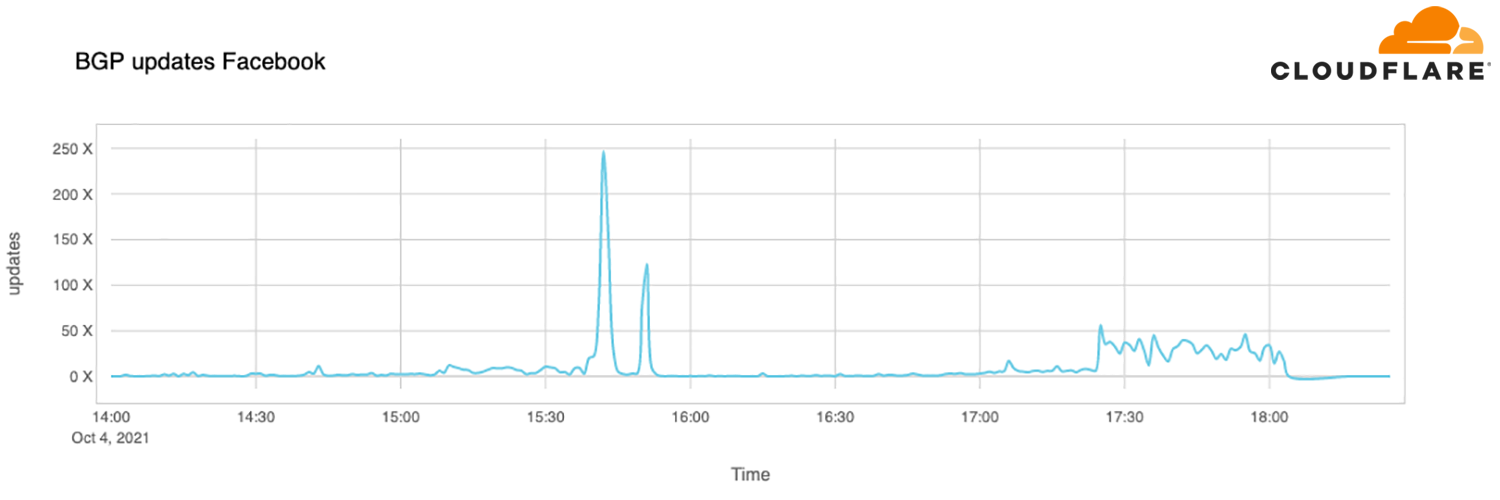 BGP updates Facebook
CLOUDFLARE
250 X
200 X
150 X
100 X
50 X
0 X
updates
14:00 14:30 15:00 15:30 16:00 16:30 17:00 17:30 18:00
Oct 4, 2021
Time